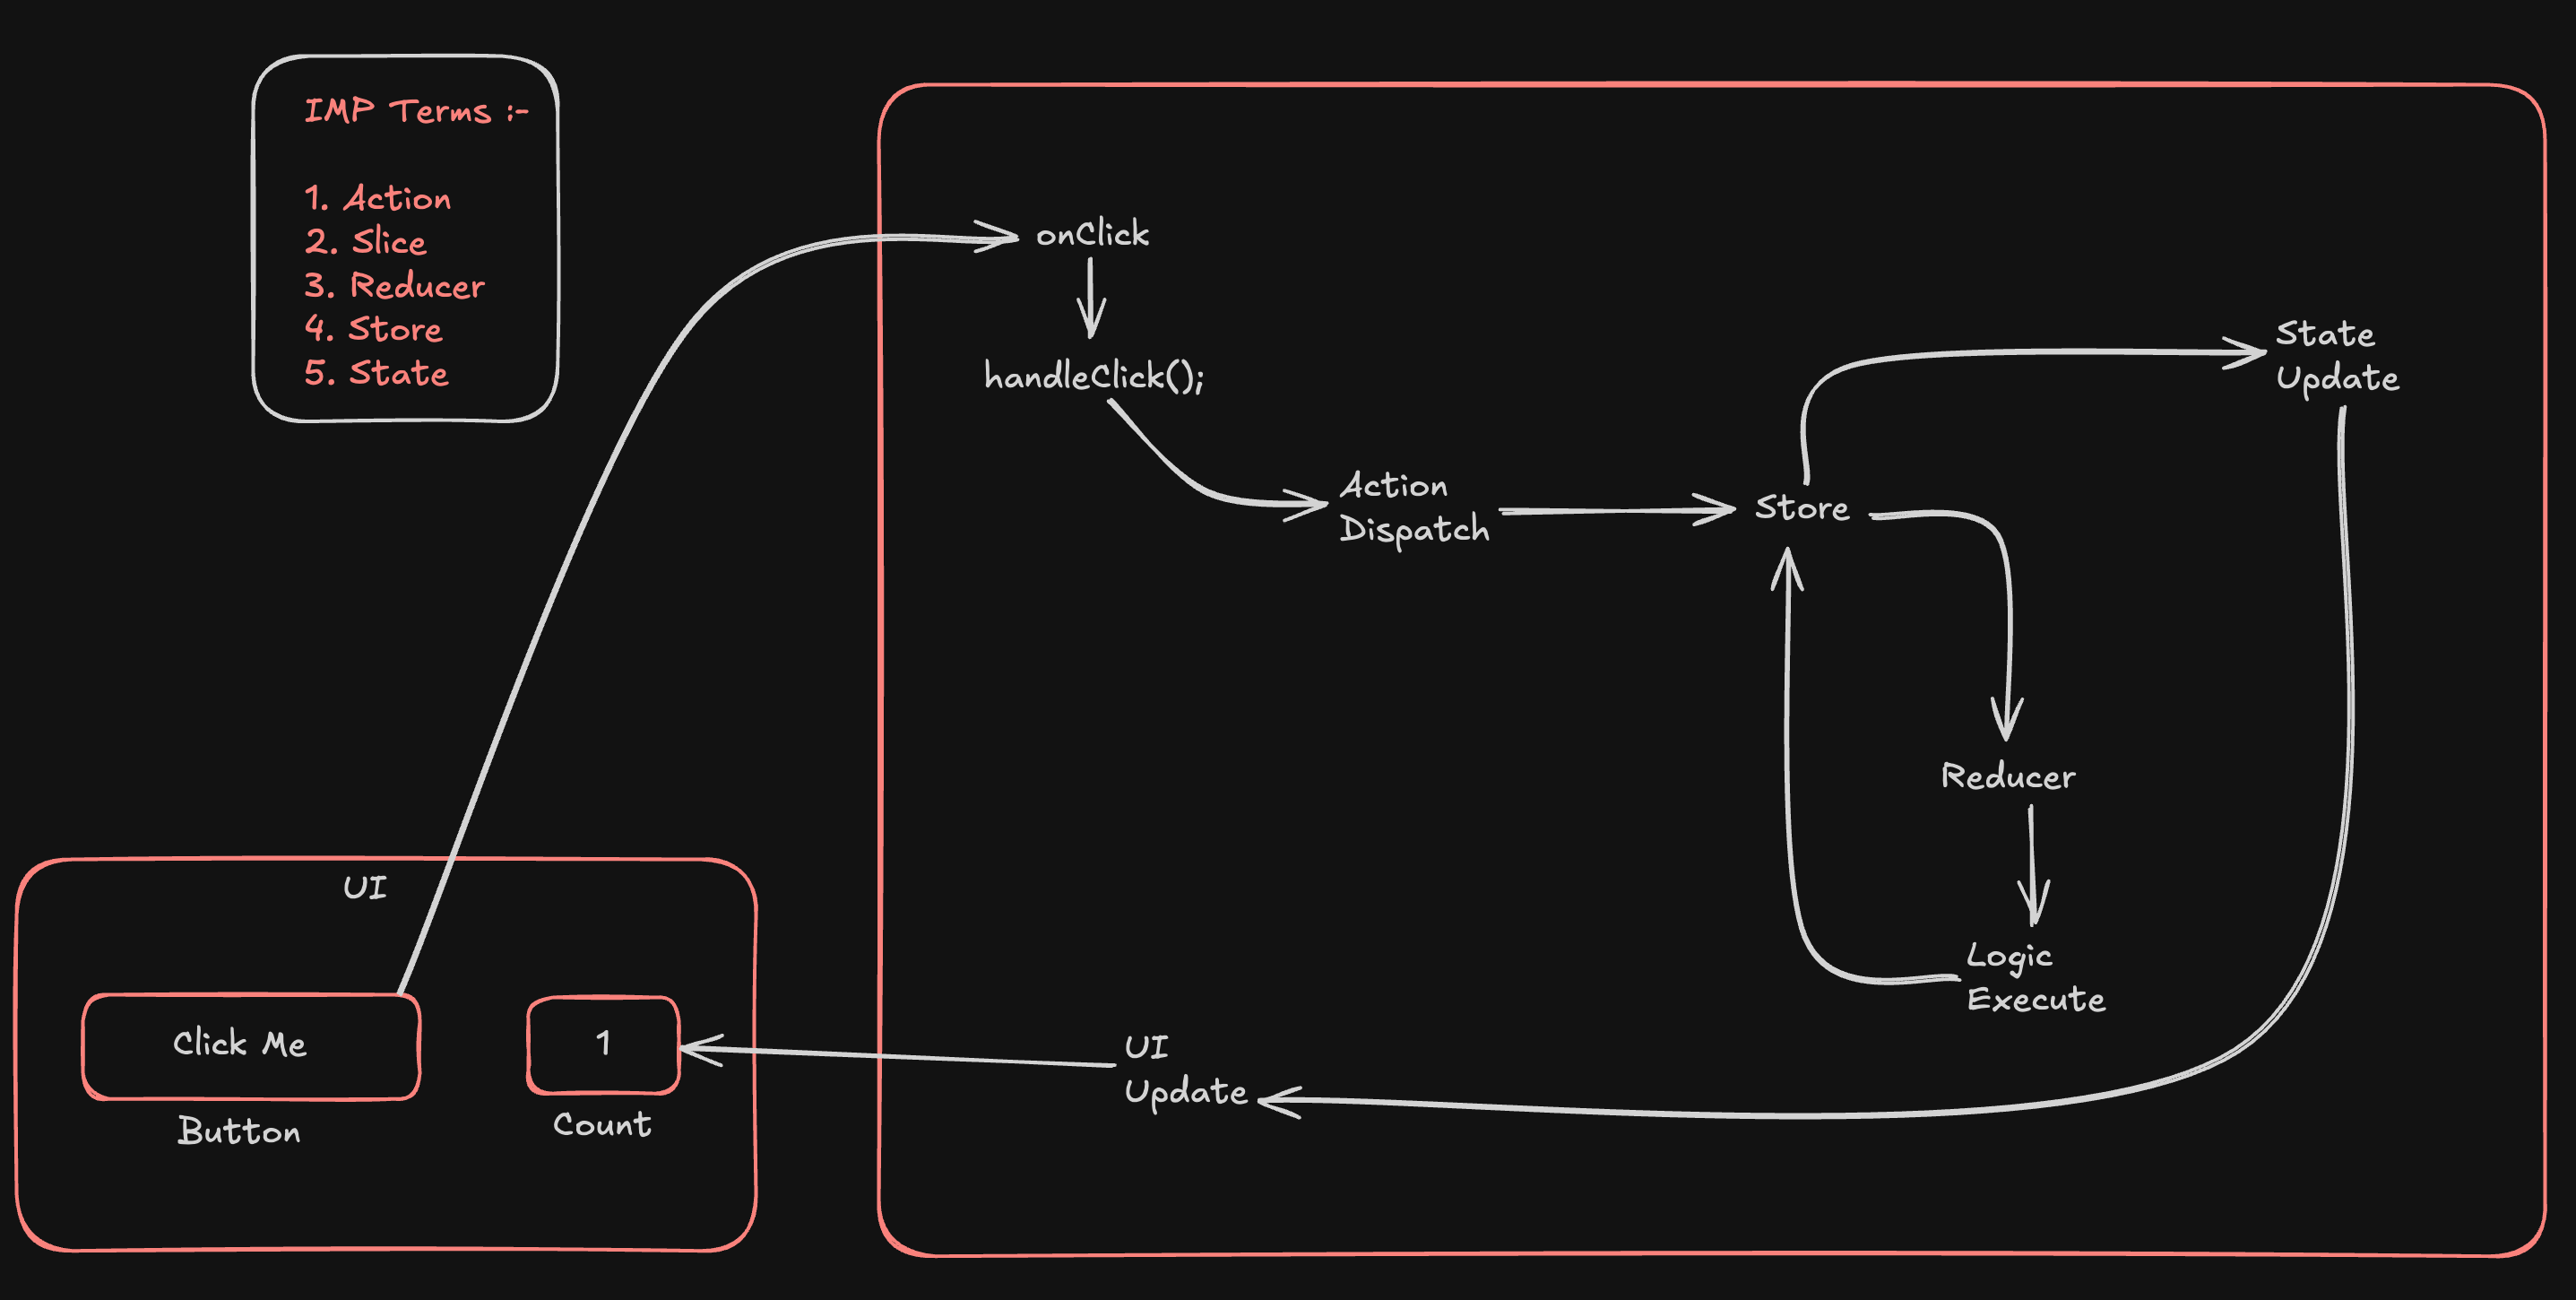 IMP Terms :-
1. Action
2. Slice
3. Reducer
4. Store
5. State
onClick
handleClick();
Action
Dispatch
Store
State
Update
Reducer
Logic
Execute
UI
Update
UI
Click Me
1
Button
Count